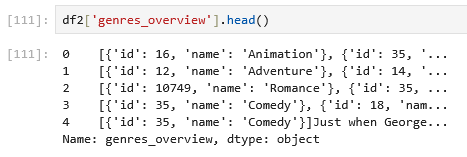 [111]: df2['genres_overview'].head()
[111]: 0    [{'id': 16, 'name': 'Animation'}, {'id': 35, '...
1    [{'id': 12, 'name': 'Adventure'}, {'id': 14, '...
2    [{'id': 10749, 'name': 'Romance'}, {'id': 35, ...
3    [{'id': 35, 'name': 'Comedy'}, {'id': 18, 'nam...
4    [{'id': 35, 'name': 'Comedy'}]Just when George...
Name: genres_overview, dtype: object